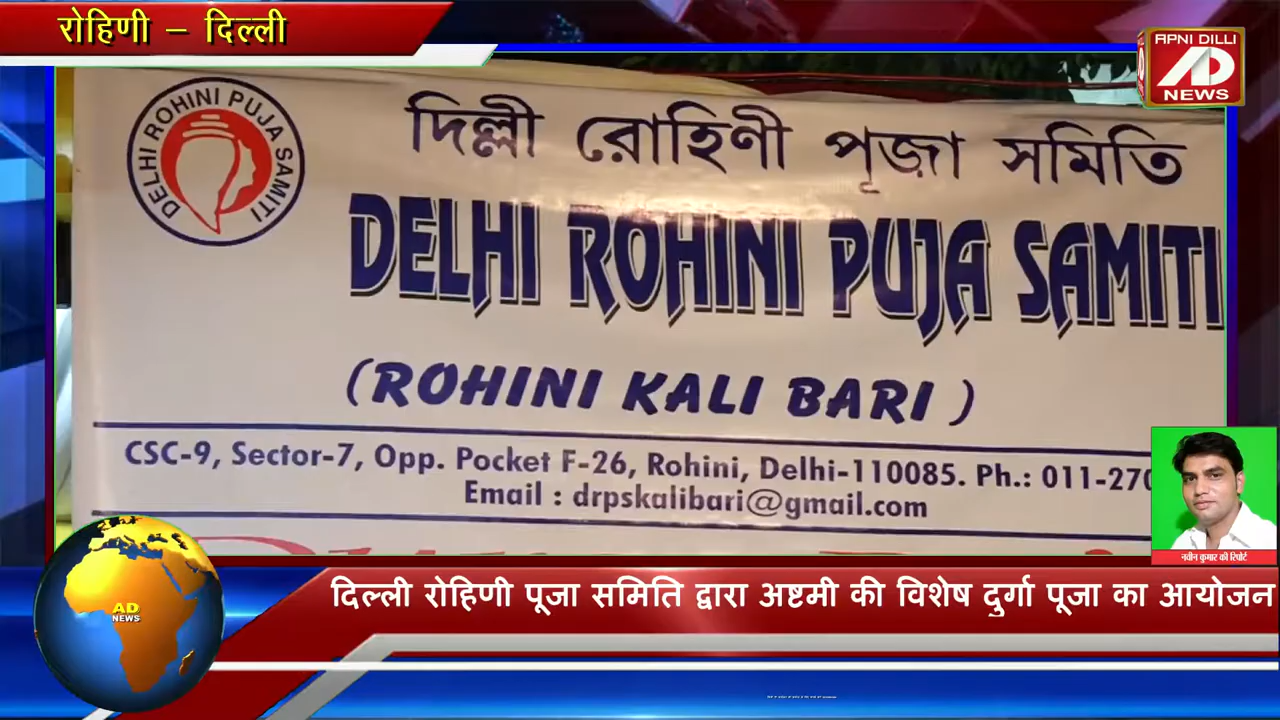 रोहिणी – दिल्ली
APNI DILLI
AD
NEWS
DELHI ROHINI PUJA SAMITI
দিল্লী রোহিণী পূজা সমিতি
DELHI ROHINI PUJA SAMITI
(ROHINI KALI BARI )
CSC-9, Sector-7, Opp. Pocket F-26, Rohini, Delhi-110085. Ph.: 011-270
Email : drpskalibari@gmail.com
नवीन कुमार की रिपोर्ट
AD
NEWS
दिल्ली रोहिणी पूजा समिति द्वारा अष्टमी की विशेष दुर्गा पूजा का आयोजन